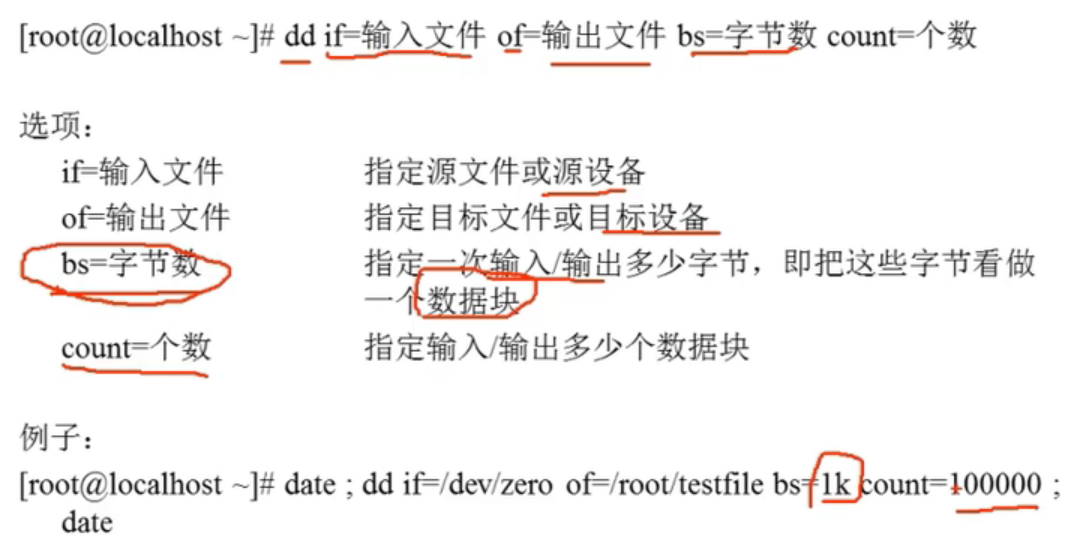 [root@localhost ~]# dd if=输入文件 of=输出文件 bs=字节数 count=个数
选项：
if=输入文件 指定源文件或源设备
of=输出文件 指定目标文件或目标设备
bs=字节数 指定一次输入/输出多少字节，即把这些字节看做
一个数据块
count=个数 指定输入/输出多少个数据块
例子：
[root@localhost ~]# date ; dd if=/dev/zero of=/root/testfile bs=1k count=100000 ;
date